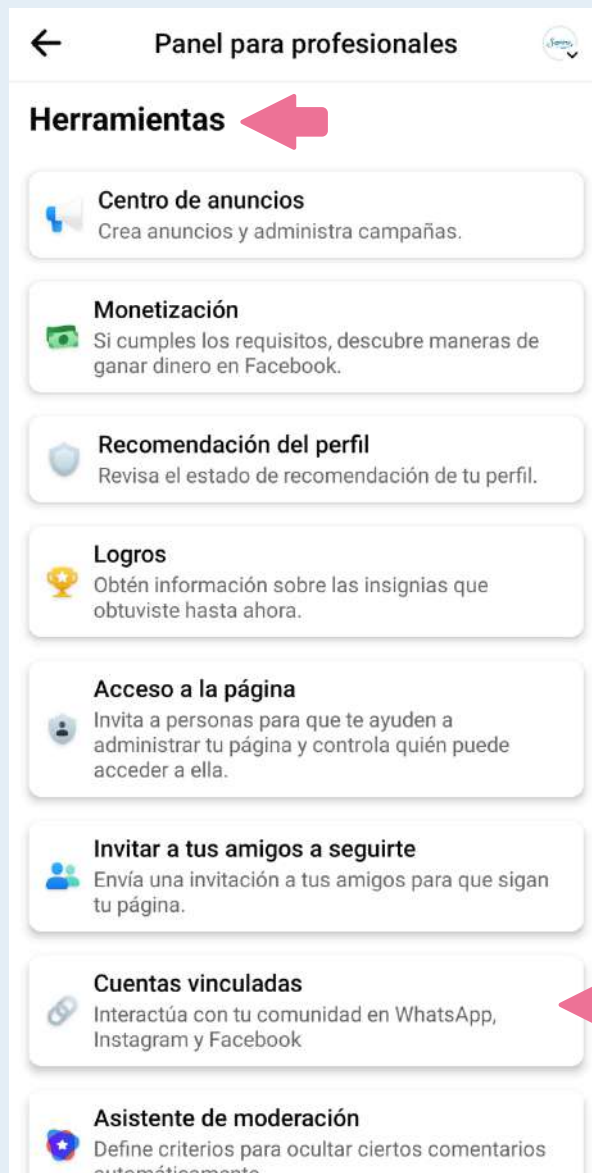 Panel para profesionales
Herramientas
Centro de anuncios
Crea anuncios y administra campañas.
Monetización
Si cumples los requisitos, descubre maneras de
ganar dinero en Facebook.
Recomendación del perfil
Revisa el estado de recomendación de tu perfil.
Logros
Obtén información sobre las insignias que
obtuviste hasta ahora.
Acceso a la página
Invita a personas para que te ayuden a
administrar tu página y controla quién puede
acceder a ella.
Invitar a tus amigos a seguirte
Envía una invitación a tus amigos para que sigan
tu página.
Cuentas vinculadas
Interactúa con tu comunidad en WhatsApp,
Instagram y Facebook
Asistente de moderación
Define criterios para ocultar ciertos comentarios
automáticamente